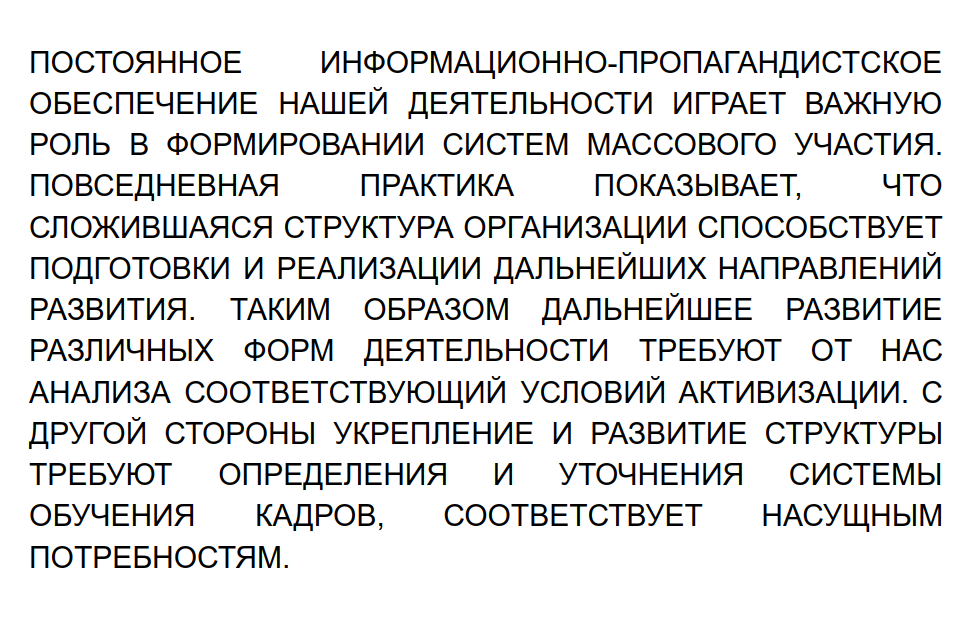 ПОСТОЯННОЕ ИНФОРМАЦИОННО-ПРОПАГАНДИСТСКОЕ
ОБЕСПЕЧЕНИЕ НАШЕЙ ДЕЯТЕЛЬНОСТИ ИГРАЕТ ВАЖНУЮ
РОЛЬ В ФОРМИРОВАНИИ СИСТЕМ МАССОВОГО УЧАСТИЯ.
ПОВСЕДНЕВНАЯ ПРАКТИКА ПОКАЗЫВАЕТ, ЧТО
СЛОЖИВШАЯСЯ СТРУКТУРА ОРГАНИЗАЦИИ СПОСОБСТВУЕТ
ПОДГОТОВКИ И РЕАЛИЗАЦИИ ДАЛЬНЕЙШИХ НАПРАВЛЕНИЙ
РАЗВИТИЯ. ТАКИМ ОБРАЗОМ ДАЛЬНЕЙШЕЕ РАЗВИТИЕ
РАЗЛИЧНЫХ ФОРМ ДЕЯТЕЛЬНОСТИ ТРЕБУЮТ ОТ НАС
АНАЛИЗА СООТВЕТСТВУЮЩИЙ УСЛОВИЙ АКТИВИЗАЦИИ. С
ДРУГОЙ СТОРОНЫ УКРЕПЛЕНИЕ И РАЗВИТИЕ СТРУКТУРЫ
ТРЕБУЮТ ОПРЕДЕЛЕНИЯ И УТОЧНЕНИЯ СИСТЕМЫ
ОБУЧЕНИЯ КАДРОВ, СООТВЕТСТВУЕТ НАСУЩНЫМ
ПОТРЕБНОСТЯМ.